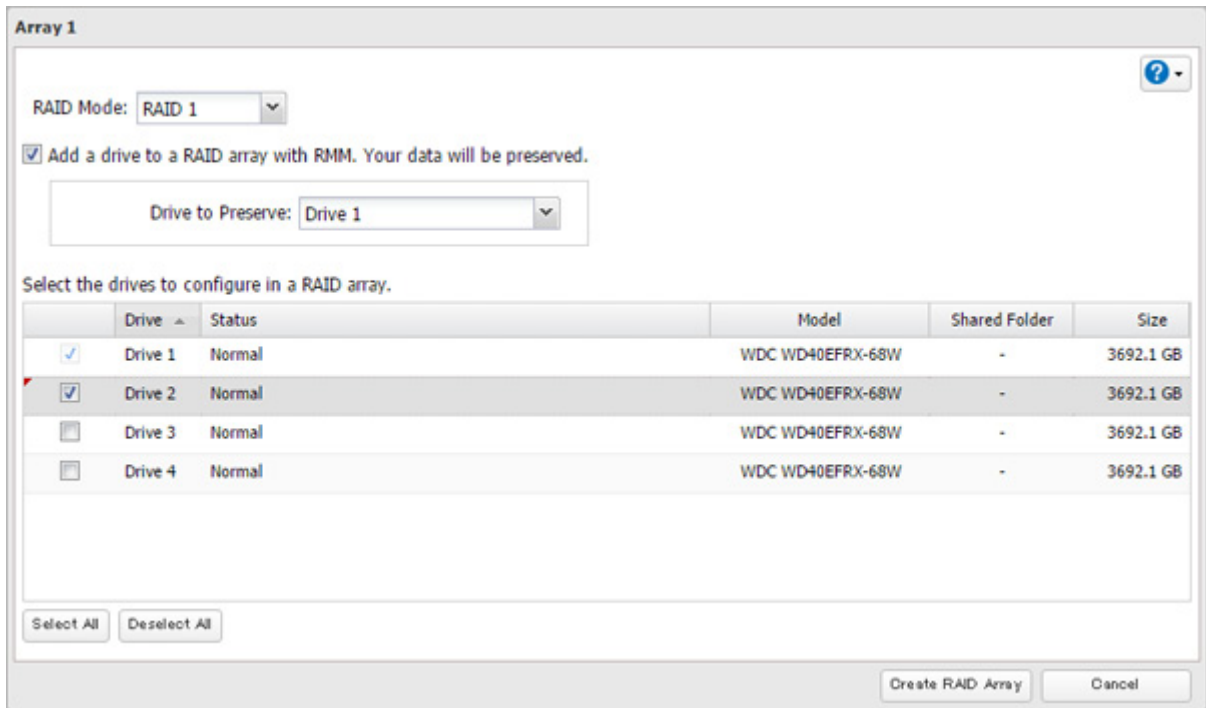 Array 1
?
RAID Mode: RAID 1
Add a drive to a RAID array with RMM. Your data will be preserved.
Drive to Preserve: Drive 1
Select the drives to configure in a RAID array.
Drive Status Model Shared Folder Size
Drive 1 Normal WDC WD40EFRX-68W - 3692.1 GB
Drive 2 Normal WDC WD40EFRX-68W - 3692.1 GB
Drive 3 Normal WDC WD40EFRX-68W - 3692.1 GB
Drive 4 Normal WDC WD40EFRX-68W - 3692.1 GB
Select All Deselect All
Create RAID Array Cancel